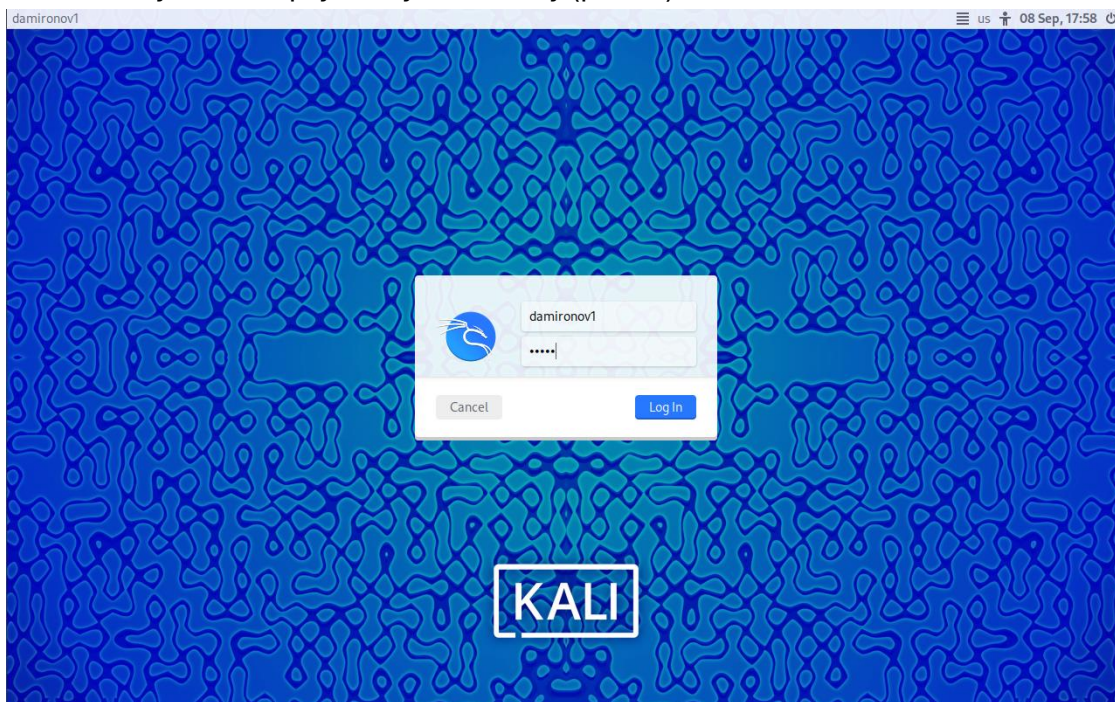 damironov1
us 08 Sep, 17:58
damironov1
•••••
Cancel
Log In
KALI